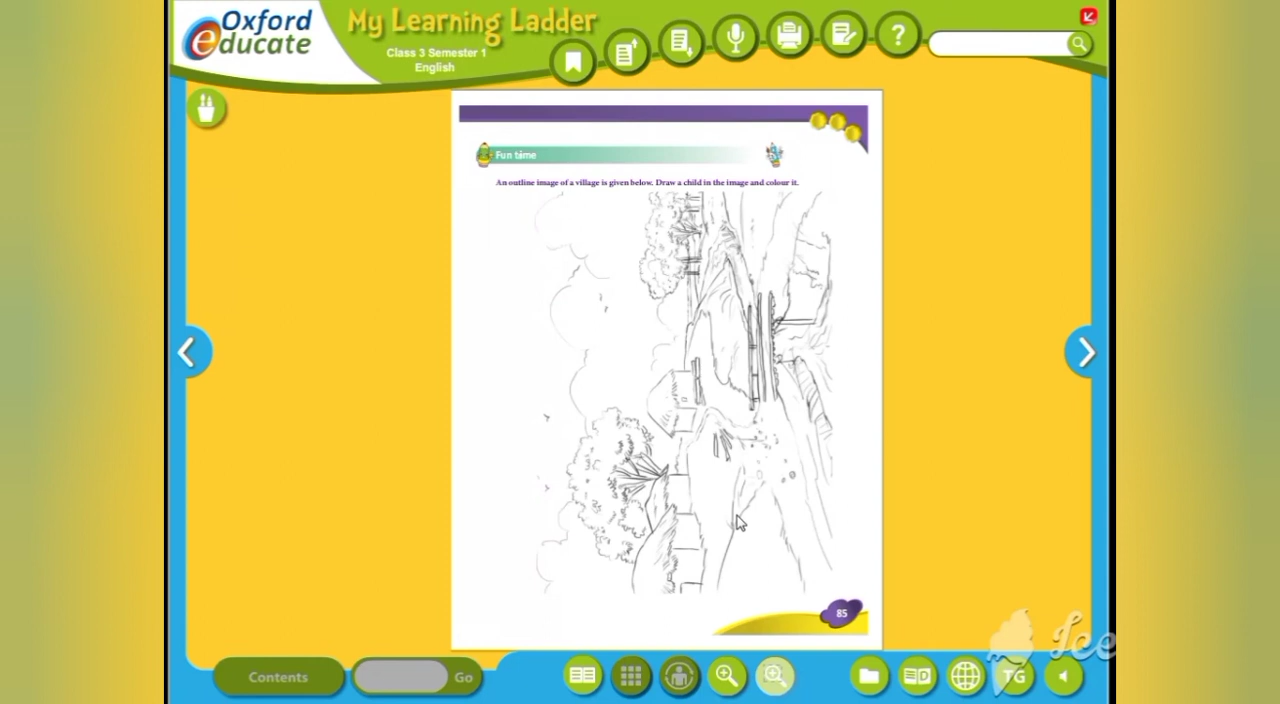 Oxford
educate
My Learning Ladder
Class 3 Semester 1
English
?
Fun time
An outline image of a village is given below. Draw a child in the image and colour it.
85
Contents
Go
D
TG
Ice